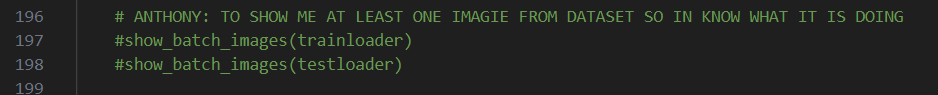 196 # ANTHONY: TO SHOW ME AT LEAST ONE IMAGIE FROM DATASET SO IN KNOW WHAT IT IS DOING
197 #show_batch_images(trainloader)
198 #show_batch_images(testloader)
199